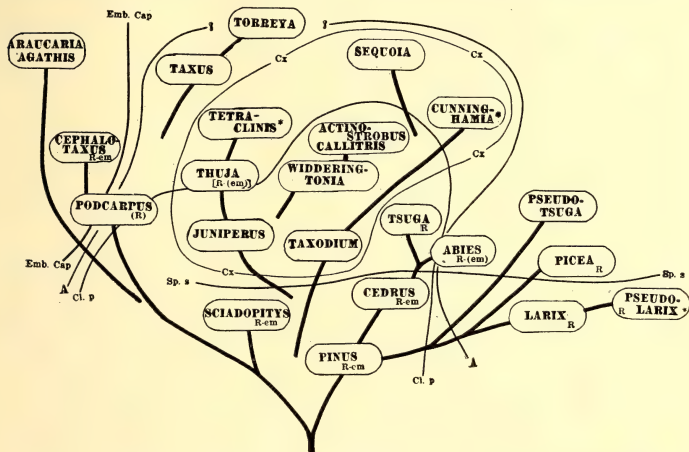 Emb. Cap
?
TORREYA
?
ARAUCARIA
AGATHIS
Cx
SEQUOIA
Cx
TAXUS
TETRA-
CLINIS*
ACTINO-
STROBUS
CALLITRIS
CUNNING-
HAMIA*
CEPHALO-
TAXUS
R-em
THUJA
[R-(em)]
WIDDERING-
TONIA
Cx
PODCARPUS
(R)
JUNIPERUS
TAXODIUM
TSUGA
R
PSEUDO-
TSUGA
ABIES
R-(em)
Emb. Cap
A
Cl. p
Cx
Sp. s
PICEA
R
Sp. s
CEDRUS
R-em
SCIADOPITYS
R-em
LARIX
R
PSEUDO-
R LARIX *
PINUS
R-em
Cl. p
A